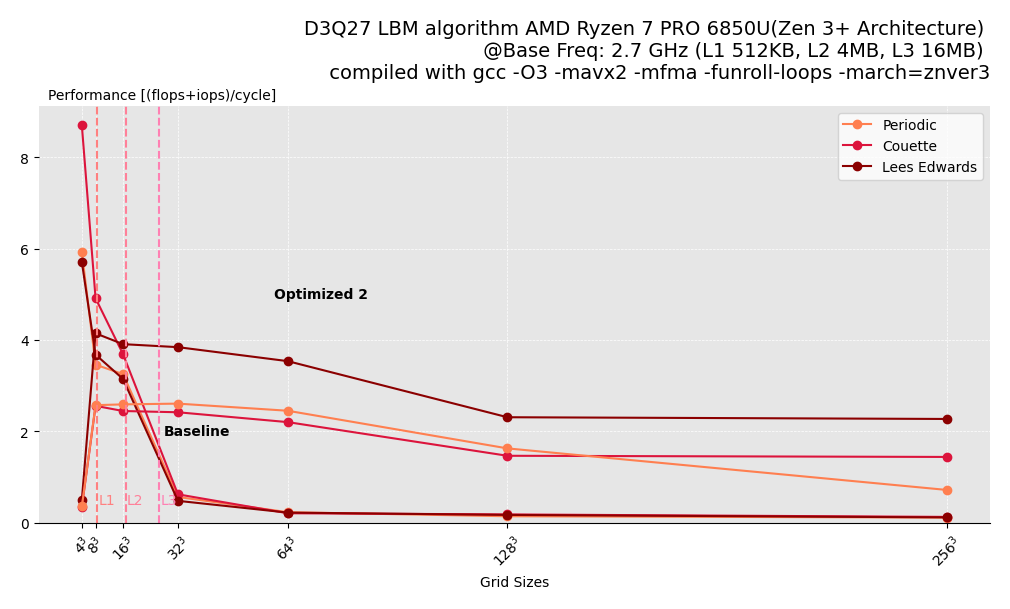 D3Q27 LBM algorithm AMD Ryzen 7 PRO 6850U(Zen 3+ Architecture)
@Base Freq: 2.7 GHz (L1 512KB, L2 4MB, L3 16MB)
compiled with gcc -O3 -mavx2 -mfma -funroll-loops -march=znver3
Performance [(flops+iops)/cycle]
Periodic
Couette
Lees Edwards
8
6
4
2
0
Optimized 2
Baseline
L1
L2
L3
4³
8³
16³
32³
64³
128³
256³
Grid Sizes